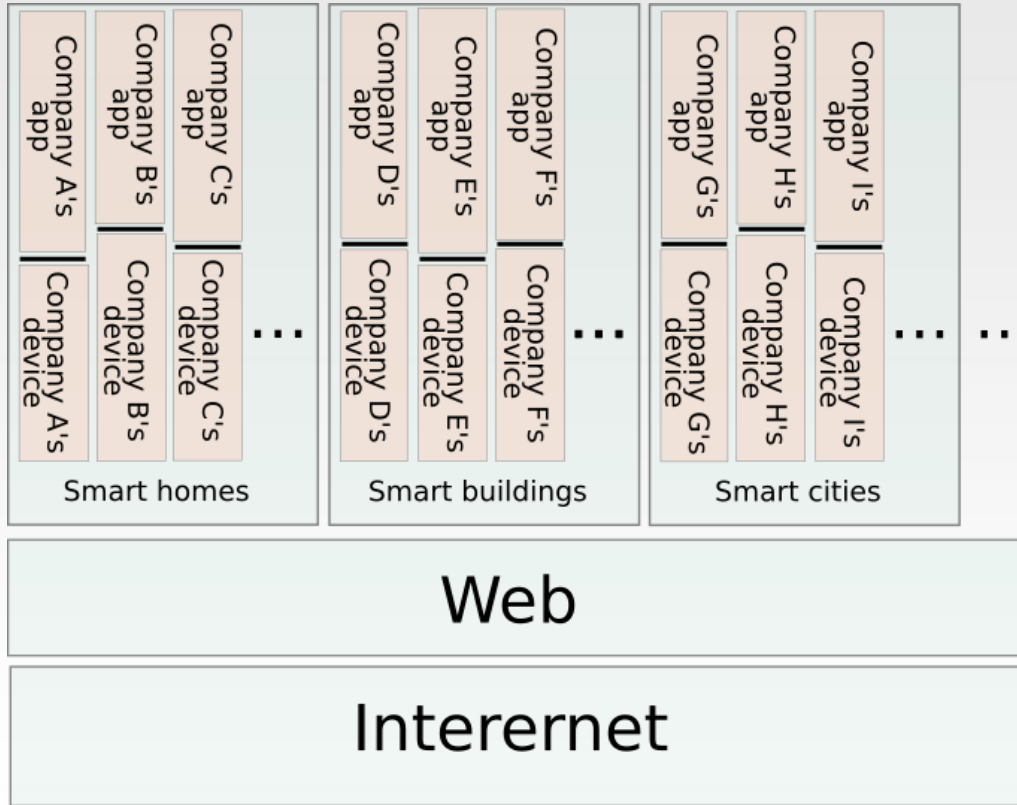 Company A's
app
Company B's
app
Company C's
app
Company D's
app
Company E's
app
Company F's
app
Company G's
app
Company H's
app
Company I's
app
Company A's
device
Company B's
device
Company C's
device
...
Company D's
device
Company E's
device
Company F's
device
...
Company G's
device
Company H's
device
Company I's
device
... ..
Smart homes
Smart buildings
Smart cities
Web
Interernet